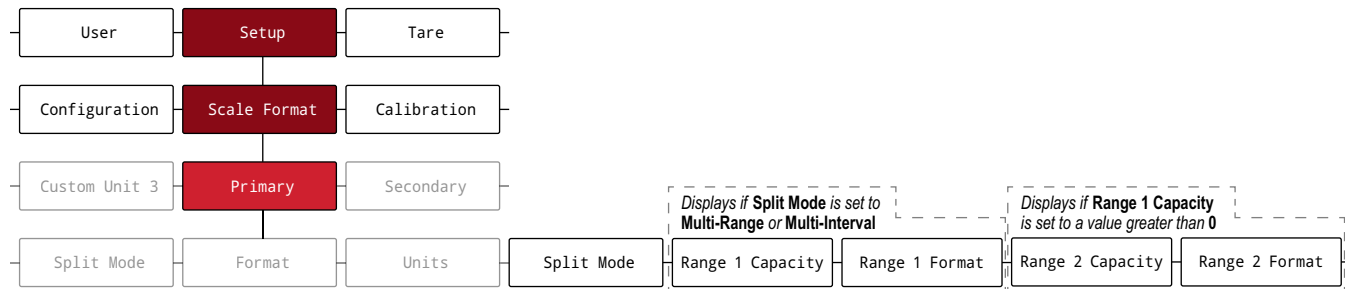 User
Setup
Tare
Configuration
Scale Format
Calibration
Custom Unit 3
Primary
Secondary
Displays if Split Mode is set to
Multi-Range or Multi-Interval
Displays if Range 1 Capacity
is set to a value greater than 0
Split Mode
Format
Units
Split Mode
Range 1 Capacity
Range 1 Format
Range 2 Capacity
Range 2 Format